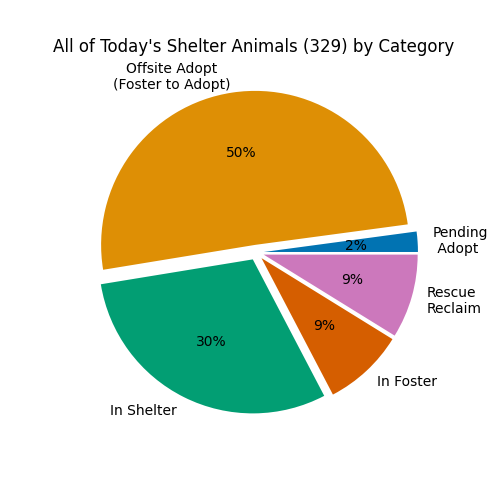 All of Today's Shelter Animals (329) by Category
Offsite Adopt
(Foster to Adopt)
50%
Pending
Adopt
2%
Rescue
Reclaim
9%
9%
In Foster
30%
In Shelter